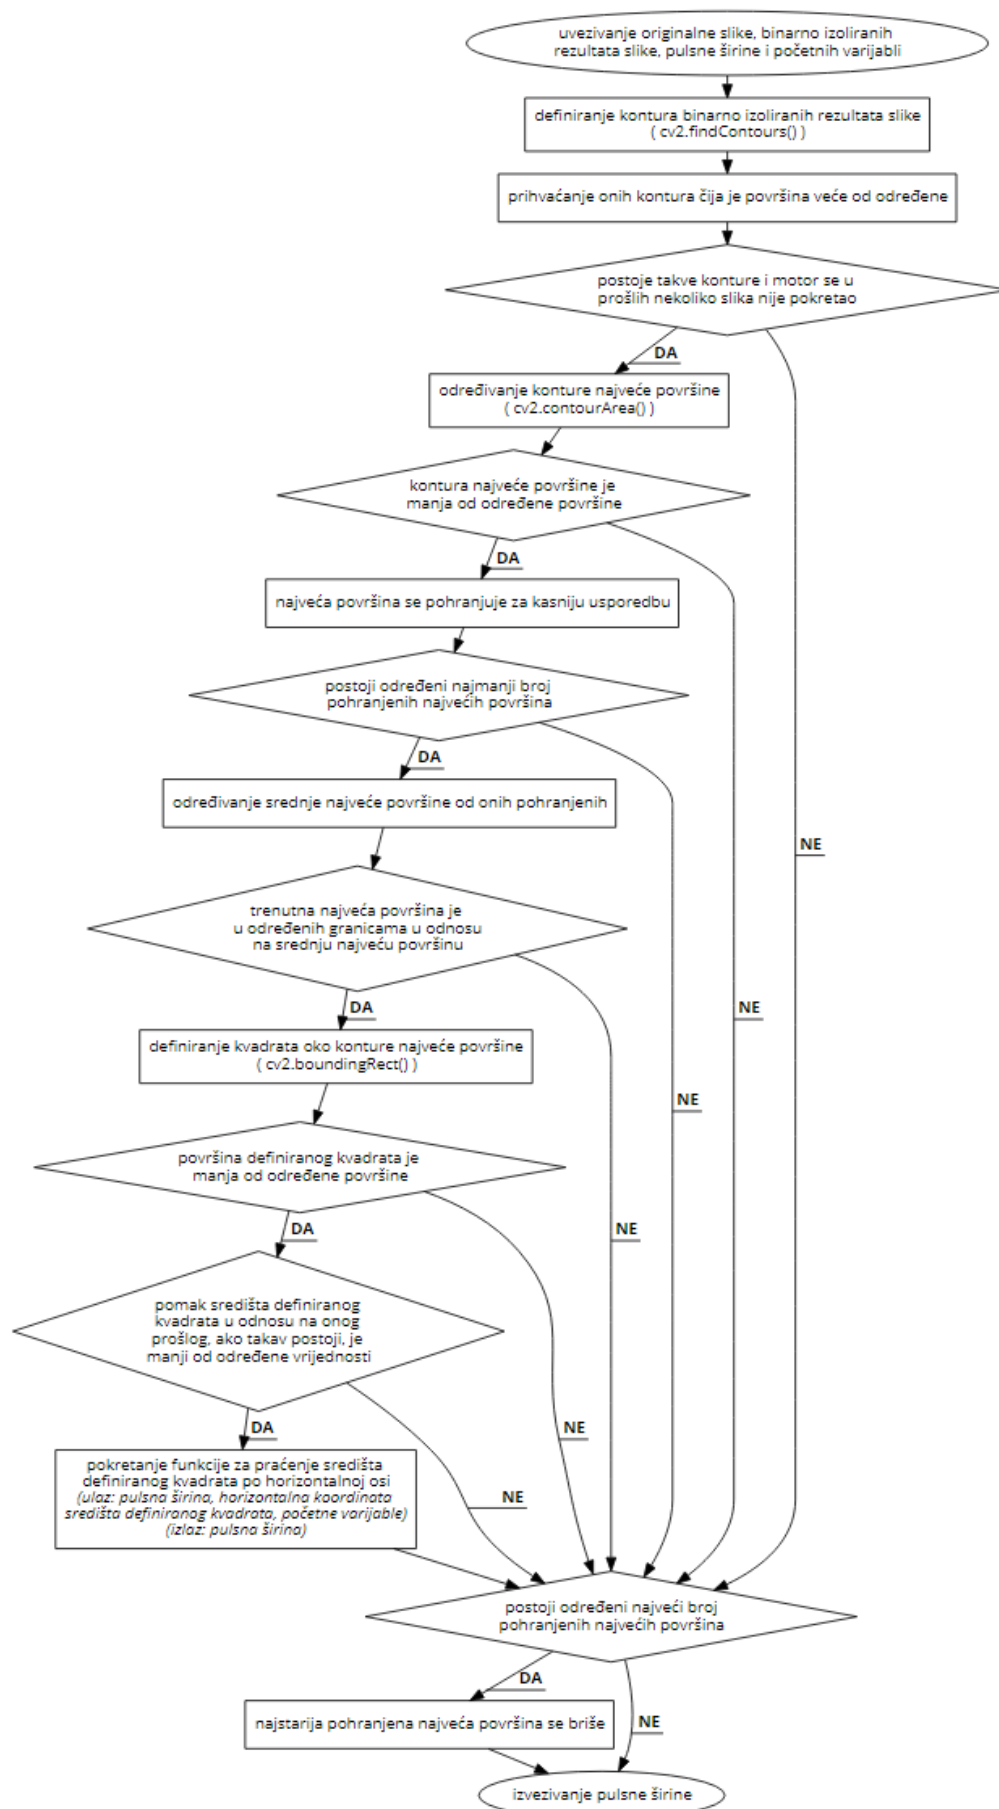 uvezivanje originalne slike, binarno izoliranih
rezultata slike, pulsne širine i početnih varijabli
definiranje kontura binarno izoliranih rezultata slike
( cv2.findContours() )
prihvaćanje onih kontura čija je površina veće od određene
postoje takve konture i motor se u
prošlih nekoliko slika nije pokretao
DA
određivanje konture najveće površine
( cv2.contourArea() )
kontura najveće površine je
manja od određene površine
DA
najveća površina se pohranjuje za kasniju usporedbu
postoji određeni najmanji broj
pohranjenih najvećih površina
DA
određivanje srednje najveće površine od onih pohranjenih
NE
trenutna najveća površina je
u određenih granicama u odnosu
na srednju najveću površinu
DA
NE
definiranje kvadrata oko konture najveće površine
( cv2.boundingRect() )
NE
površina definiranog kvadrata je
manja od određene površine
DA
NE
pomak središta definiranog
kvadrata u odnosu na onog
prošlog, ako takav postoji, je
manji od određene vrijednosti
DA
NE
pokretanje funkcije za praćenje središta
definiranog kvadrata po horizontalnoj osi
(ulaz: pulsna širina, horizontalna koordinata
središta definiranog kvadrata, početne varijable)
(izlaz: pulsna širina)
NE
postoji određeni najveći broj
pohranjenih najvećih površina
DA
najstarija pohranjena najveća površina se briše
NE
izvezivanje pulsne širine